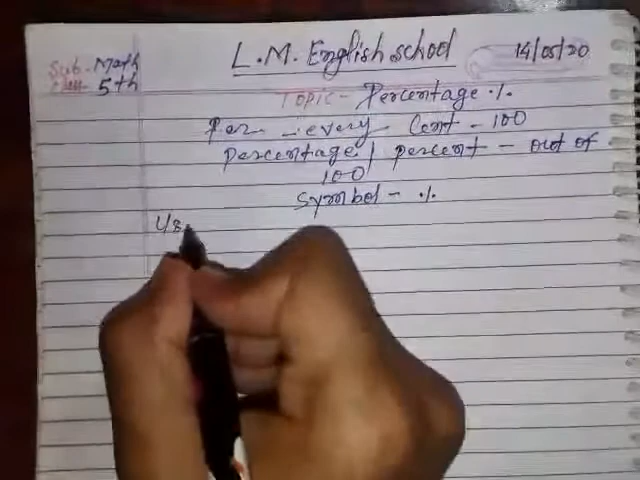 L.M. English school
14/05/20
Sub. Math
Class- 5th
TOPIC- Percentage %
Per - every Cent - 100
percentage / percent - out of
100
Symbol - %